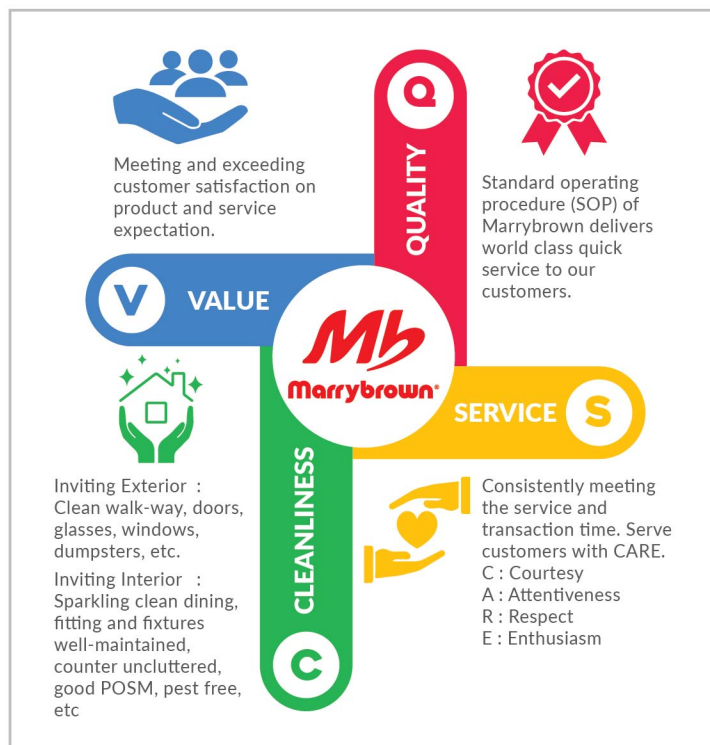 Meeting and exceeding
customer satisfaction on
product and service
expectation.
V
VALUE
Q
QUALITY
Standard operating
procedure (SOP) of
Marrybrown delivers
world class quick
service to our
customers.
Mb
Marrybrown®
SERVICE
S
Inviting Exterior :
Clean walk-way, doors,
glasses, windows,
dumpsters, etc.
Inviting Interior :
Sparkling clean dining,
fitting and fixtures
well-maintained,
counter uncluttered,
good POSM, pest free,
etc
CLEANLINESS
C
Consistently meeting
the service and
transaction time. Serve
customers with CARE.
C : Courtesy
A : Attentiveness
R : Respect
E : Enthusiasm